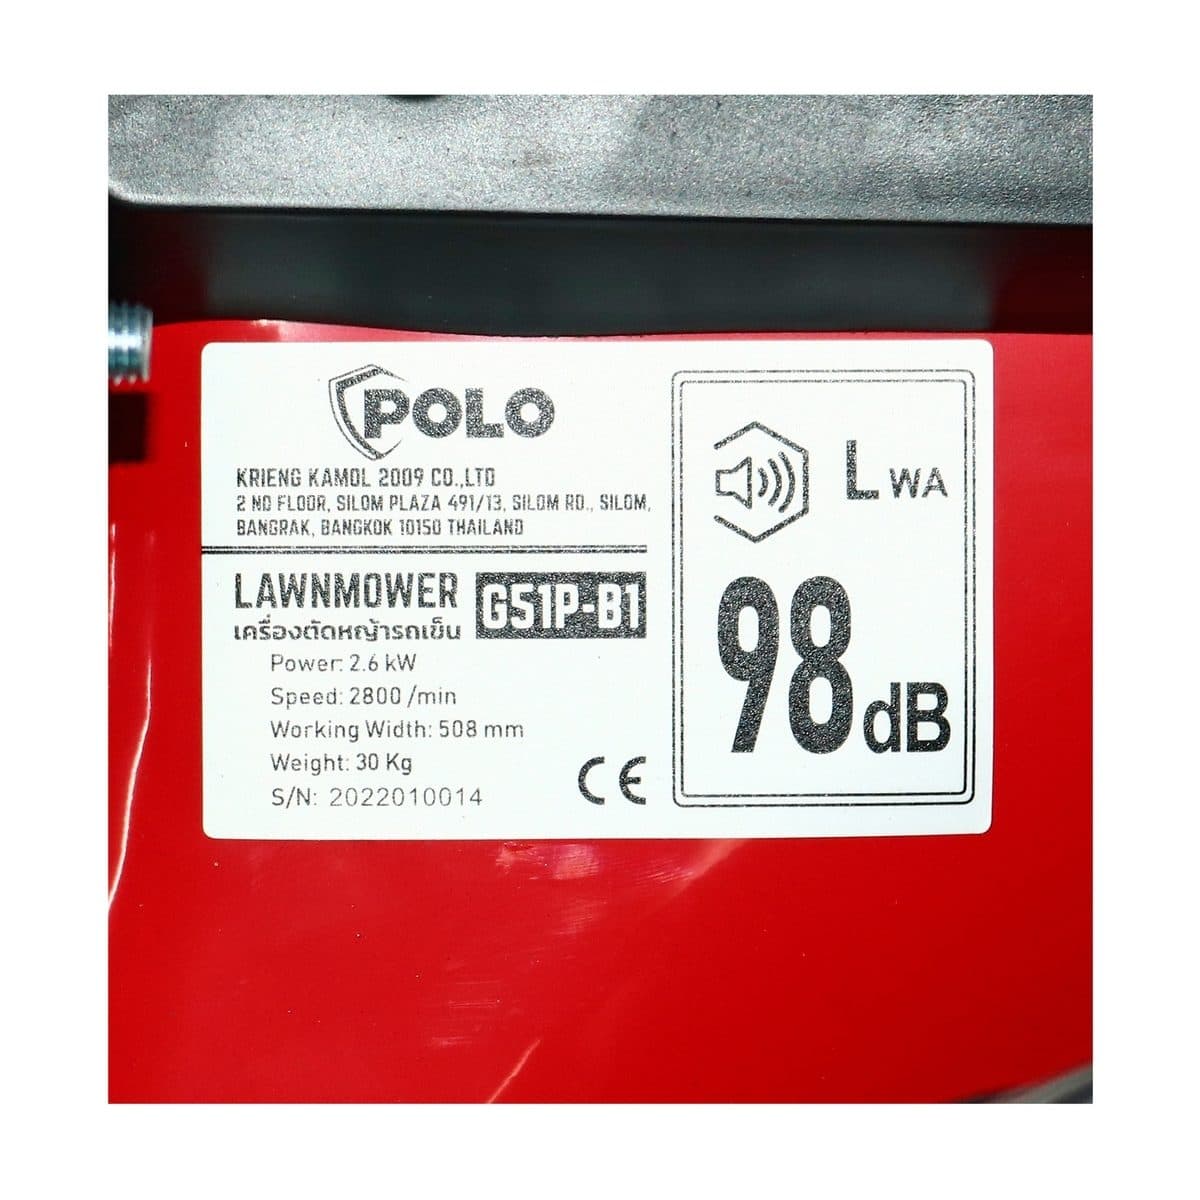 POLO
KRIENG KAMOL 2009 CO.,LTD
2 ND FLOOR, SILOM PLAZA 491/13, SILOM RD., SILOM,
BANGRAK, BANGKOK 10150 THAILAND
LAWNMOWER G51P-B1
เครื่องตัดหญ้ารถเข็น
Power: 2.6 kW
Speed: 2800 /min
Working Width: 508 mm
Weight: 30 Kg
S/N: 2022010014
CE
LWA
98dB